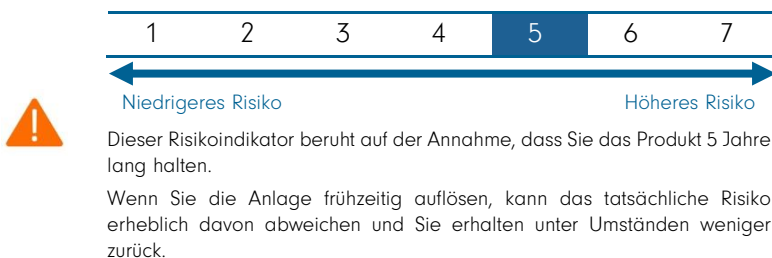 1 2 3 4 5 6 7
Niedrigeres Risiko Höheres Risiko
Dieser Risikoindikator beruht auf der Annahme, dass Sie das Produkt 5 Jahre
lang halten.
Wenn Sie die Anlage frühzeitig auflösen, kann das tatsächliche Risiko
erheblich davon abweichen und Sie erhalten unter Umständen weniger
zurück.